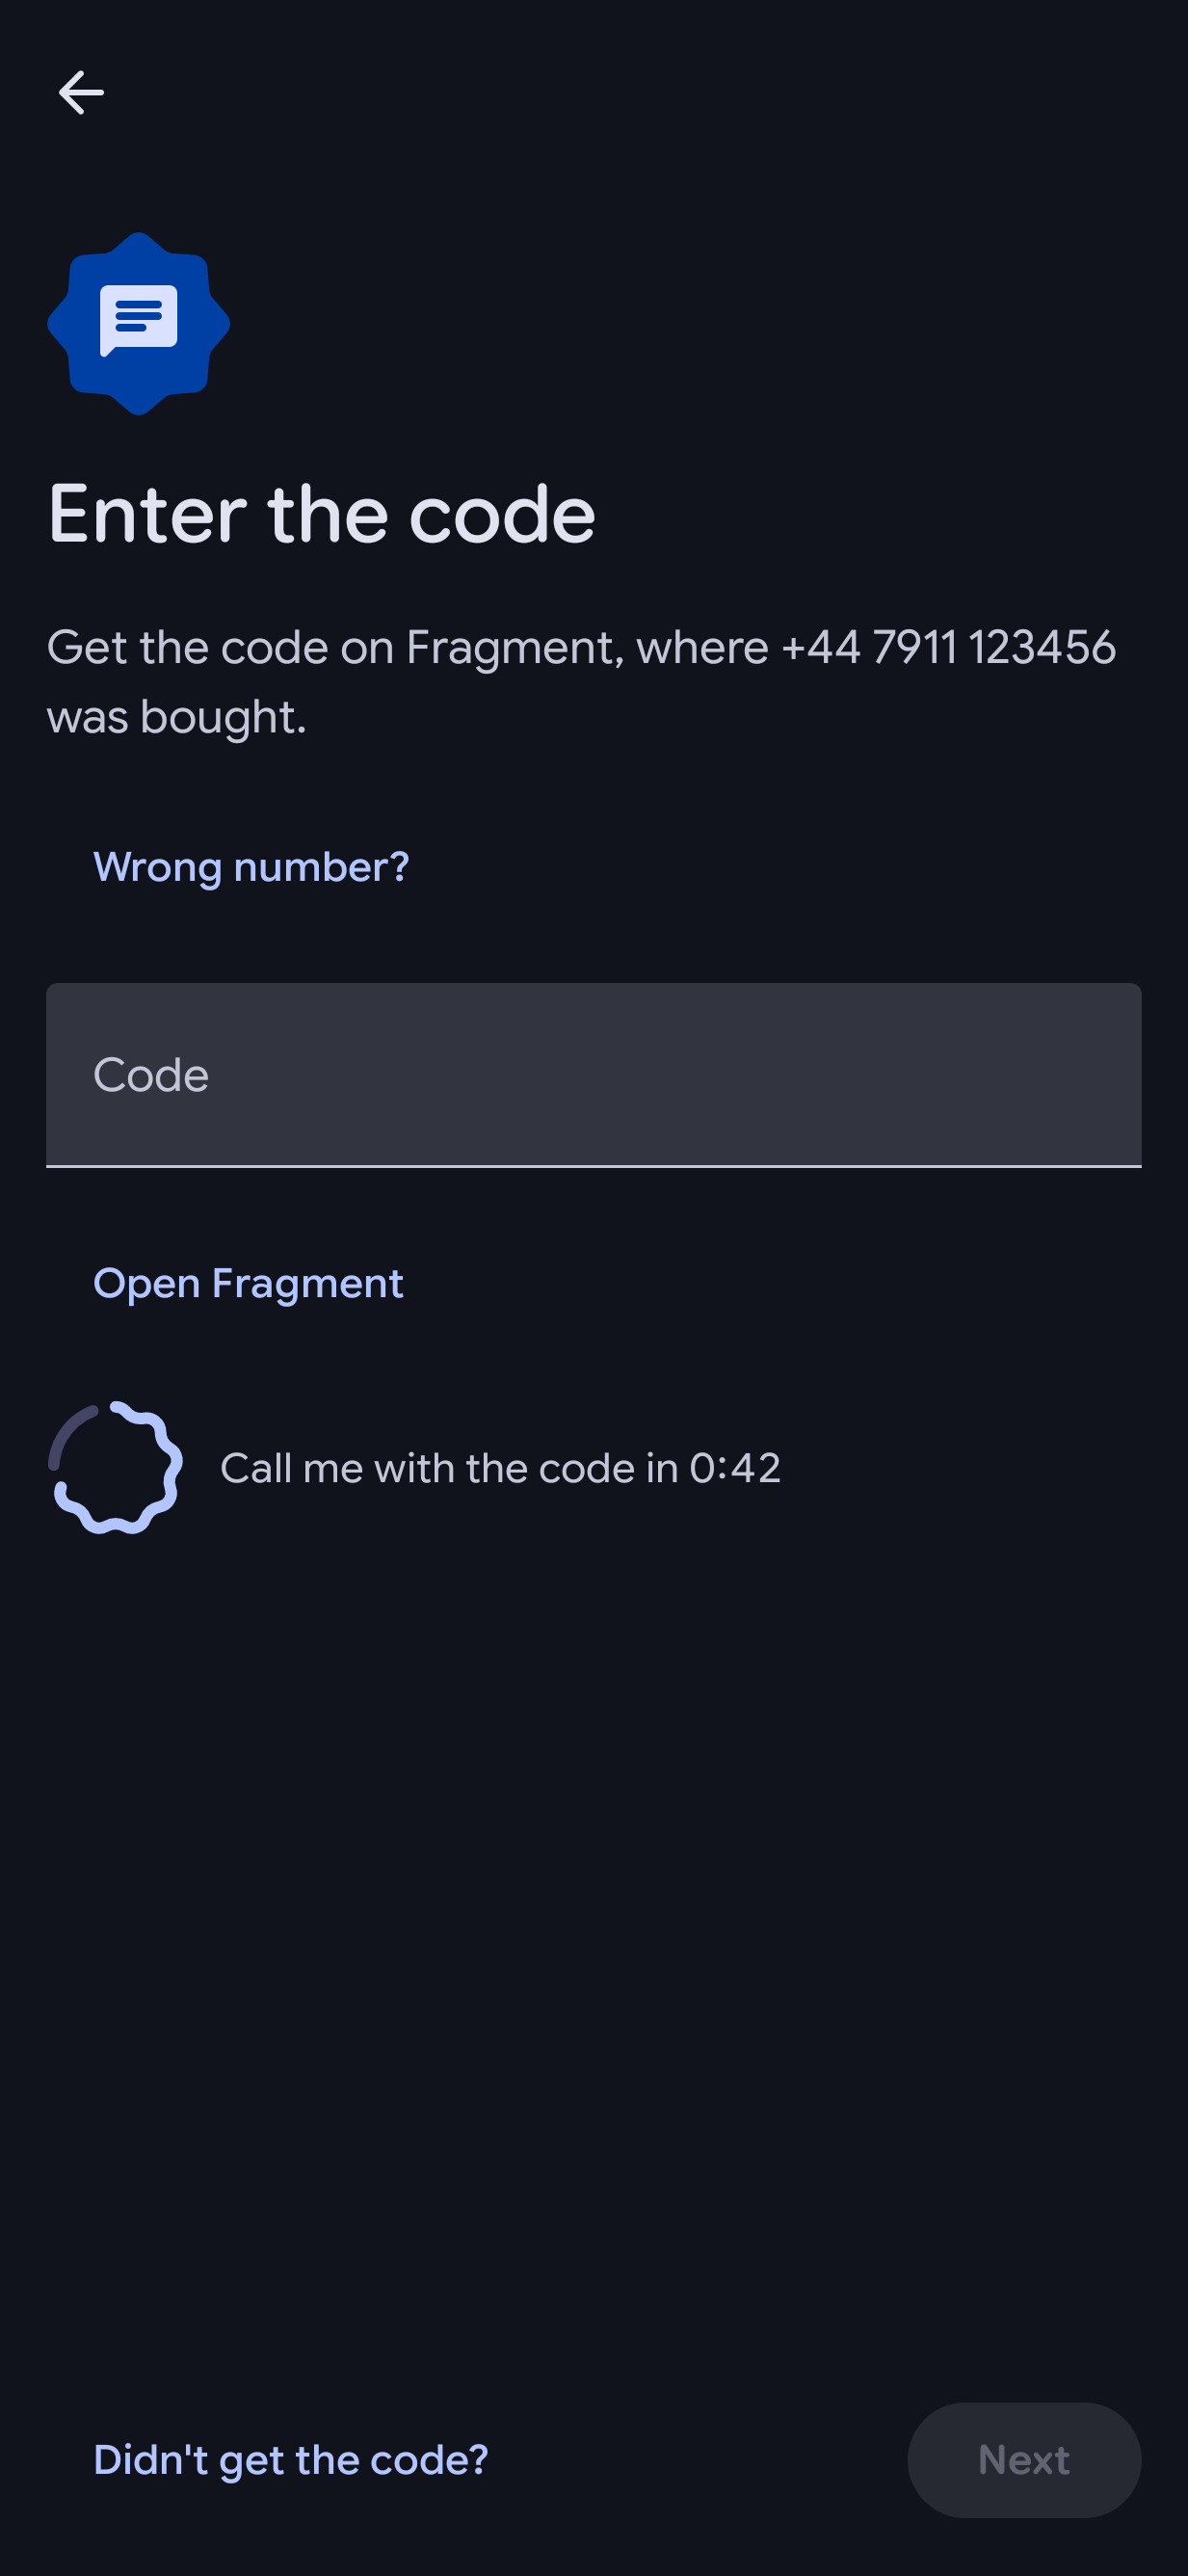 Enter the code
Get the code on Fragment, where +44 7911 123456
was bought.
Wrong number?
Code
Open Fragment
Call me with the code in 0:42
Didn't get the code?
Next